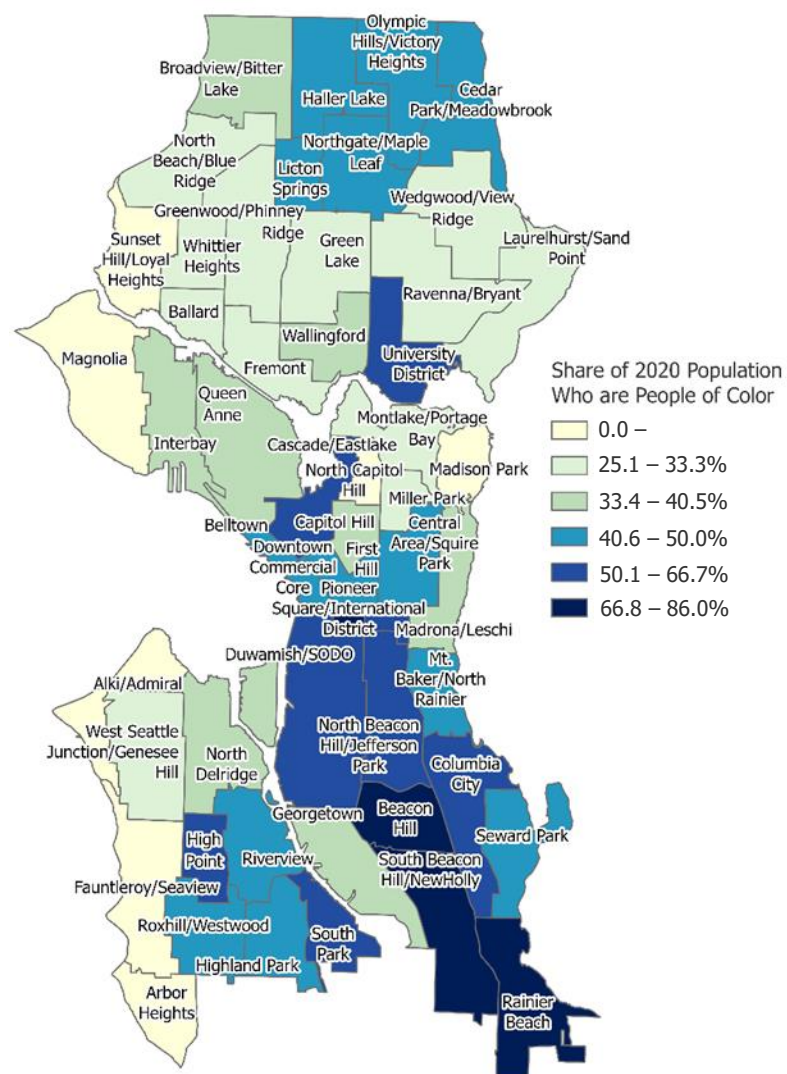 Olympic
Hills/Victory
Heights
Broadview/Bitter
Lake
Haller Lake
Cedar
Park/Meadowbrook
North
Beach/Blue
Ridge
Northgate/Maple
Leaf
Licton
Springs
Wedgwood/View
Ridge
Greenwood/Phinney
Ridge
Sunset
Hill/Loyal
Heights
Whittier
Heights
Green
Lake
Laurelhurst/Sand
Point
Ravenna/Bryant
Ballard
Wallingford
Magnolia
Fremont
University
District
Queen
Anne
Interbay
Montlake/Portage
Bay
Cascade/Eastlake
North Capitol
Hill
Madison Park
Miller Park
Belltown
Capitol Hill
Central
Area/Squire
Park
Downtown
Commercial
Core
First
Hill
Pioneer
Square/International
District
Madrona/Leschi
Duwamish/SODO
Mt.
Baker/North
Rainier
Alki/Admiral
West Seattle
Junction/Genesee
Hill
North
Delridge
North Beacon
Hill/Jefferson
Park
Columbia
City
Georgetown
Beacon
Hill
Seward Park
High
Point
Riverview
South Beacon
Hill/NewHolly
Fauntleroy/Seaview
Roxhill/Westwood
South
Park
Highland Park
Arbor
Heights
Rainier
Beach
Share of 2020 Population
Who are People of Color
0.0 –
25.1 – 33.3%
33.4 – 40.5%
40.6 – 50.0%
50.1 – 66.7%
66.8 – 86.0%